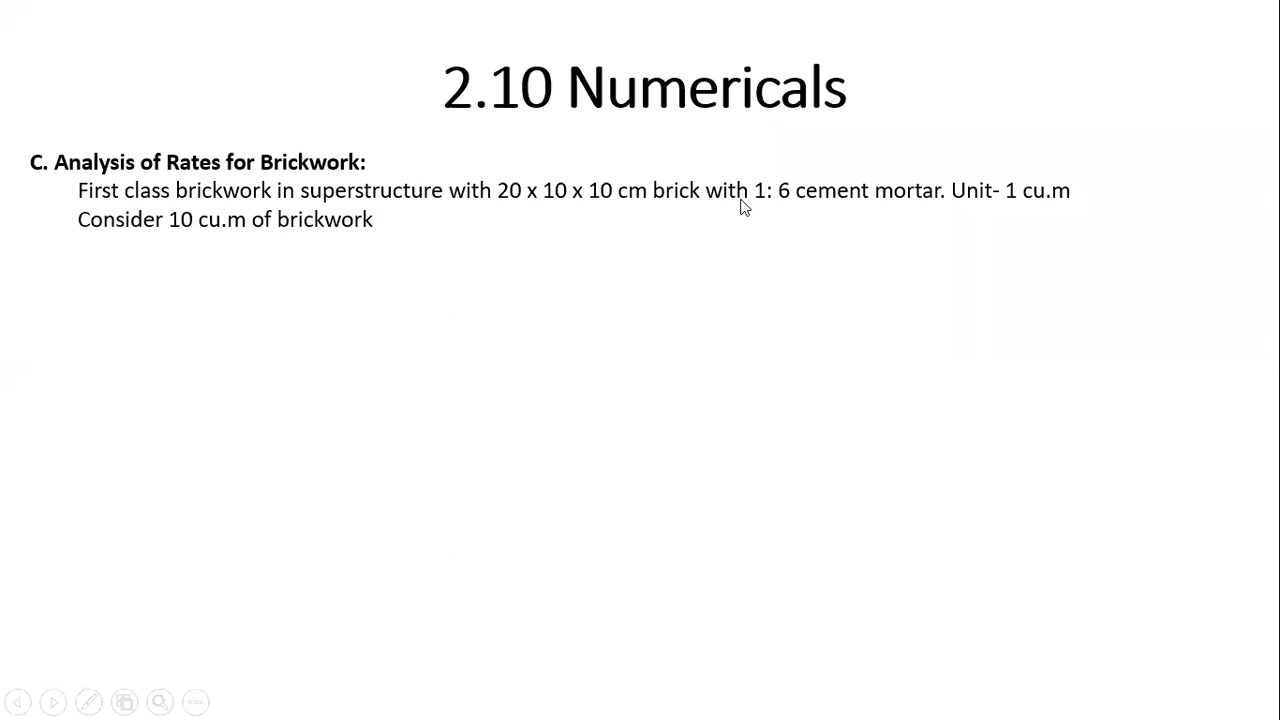 2.10 Numericals
C. Analysis of Rates for Brickwork:
First class brickwork in superstructure with 20 x 10 x 10 cm brick with 1: 6 cement mortar. Unit- 1 cu.m
Consider 10 cu.m of brickwork